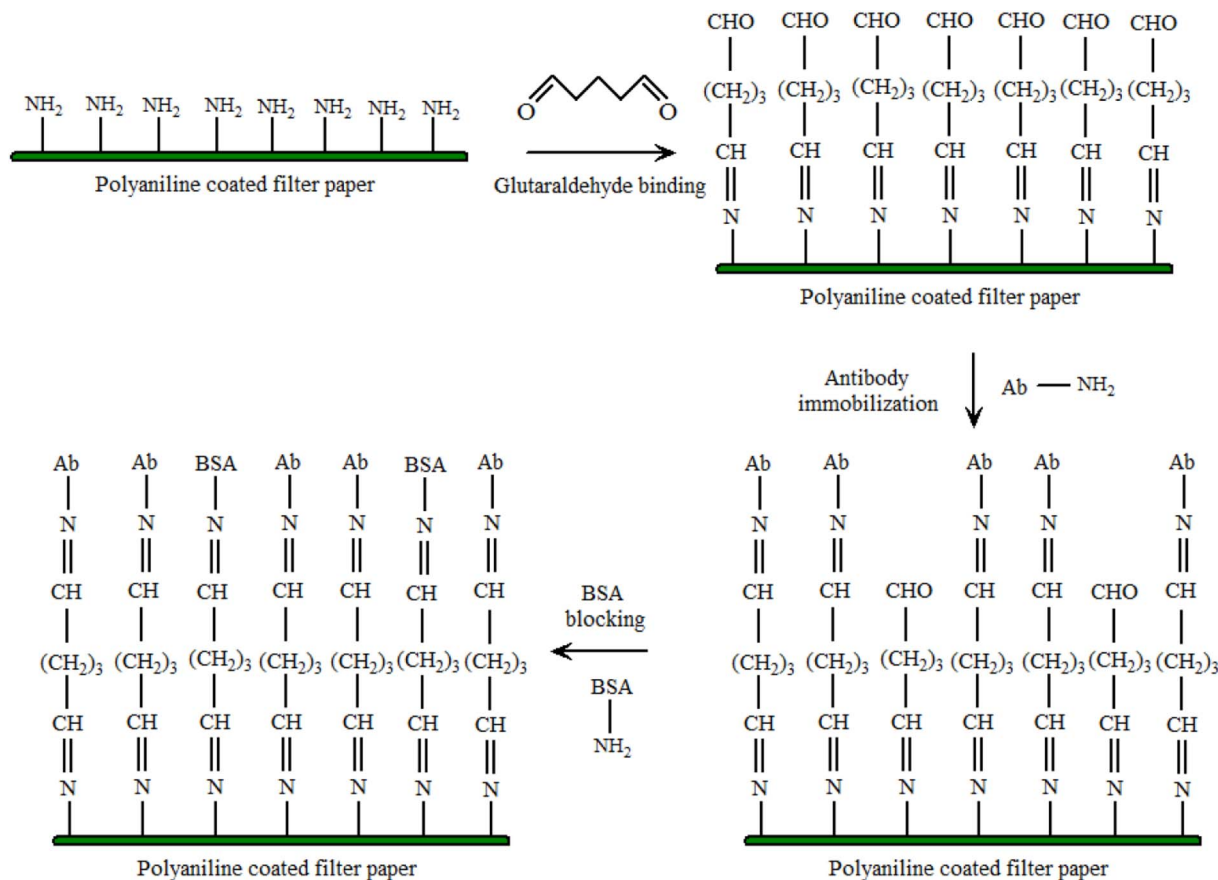 NH₂ NH₂ NH₂ NH₂ NH₂ NH₂ NH₂ NH₂
Polyaniline coated filter paper
O O
Glutaraldehyde binding
CHO CHO CHO CHO CHO CHO CHO
(CH₂)₃ (CH₂)₃ (CH₂)₃ (CH₂)₃ (CH₂)₃ (CH₂)₃ (CH₂)₃
CH CH CH CH CH CH CH
N N N N N N N
Polyaniline coated filter paper
Antibody
immobilization
Ab NH₂
Ab Ab Ab Ab Ab
N N N N N
CH CH CHO CH CH CHO CH
(CH₂)₃ (CH₂)₃ (CH₂)₃ (CH₂)₃ (CH₂)₃ (CH₂)₃ (CH₂)₃
CH CH CH CH CH CH CH
N N N N N N N
Polyaniline coated filter paper
BSA
blocking
BSA
NH₂
Ab Ab BSA Ab Ab BSA Ab
N N N N N N N
CH CH CH CH CH CH CH
(CH₂)₃ (CH₂)₃ (CH₂)₃ (CH₂)₃ (CH₂)₃ (CH₂)₃ (CH₂)₃
CH CH CH CH CH CH CH
N N N N N N N
Polyaniline coated filter paper